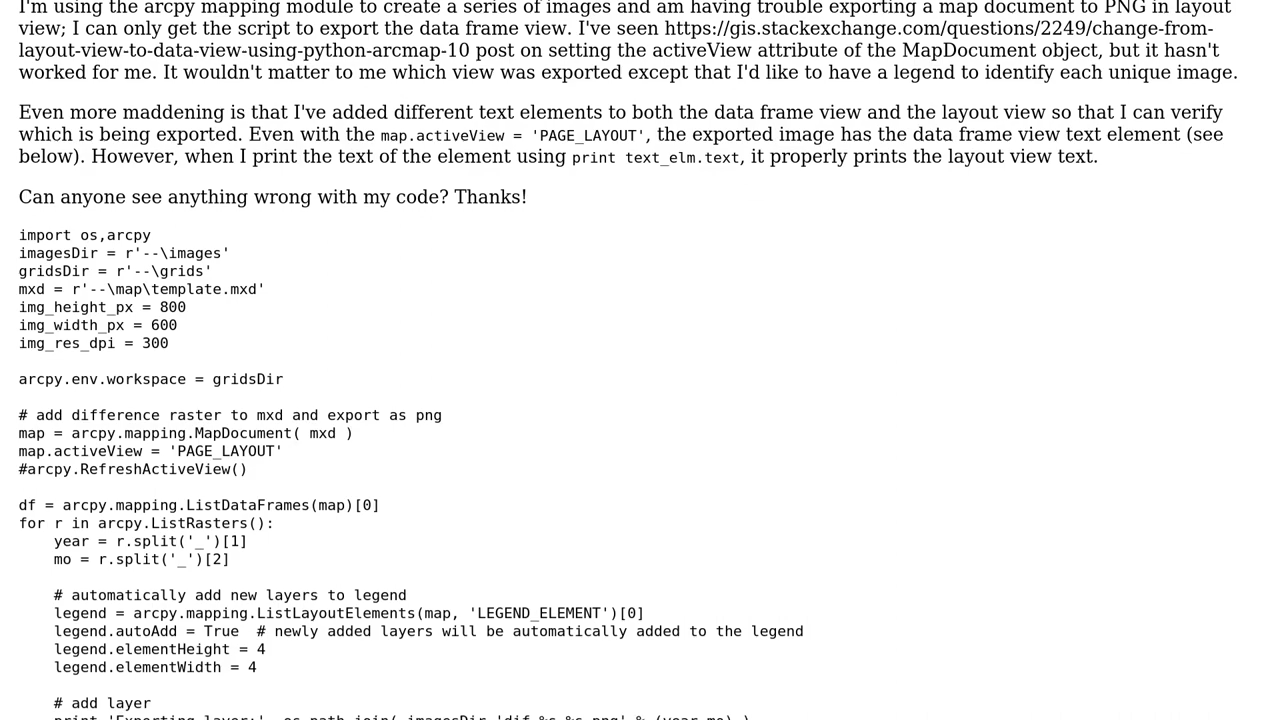 I'm using the arcpy mapping module to create a series of images and am having trouble exporting a map document to PNG in layout
view; I can only get the script to export the data frame view. I've seen https://gis.stackexchange.com/questions/2249/change-from-
layout-view-to-data-view-using-python-arcmap-10 post on setting the activeView attribute of the MapDocument object, but it hasn't
worked for me. It wouldn't matter to me which view was exported except that I'd like to have a legend to identify each unique image.
Even more maddening is that I've added different text elements to both the data frame view and the layout view so that I can verify
which is being exported. Even with the map.activeView = 'PAGE_LAYOUT', the exported image has the data frame view text element (see
below). However, when I print the text of the element using print text_elm.text, it properly prints the layout view text.
Can anyone see anything wrong with my code? Thanks!
import os,arcpy
imagesDir = r'--\images'
gridsDir = r'--\grids'
mxd = r'--\map\template.mxd'
img_height_px = 800
img_width_px = 600
img_res_dpi = 300
arcpy.env.workspace = gridsDir
# add difference raster to mxd and export as png
map = arcpy.mapping.MapDocument( mxd )
map.activeView = 'PAGE_LAYOUT'
#arcpy.RefreshActiveView()
df = arcpy.mapping.ListDataFrames(map)[0]
for r in arcpy.ListRasters():
    year = r.split('_')[1]
    mo = r.split('_')[2]
    # automatically add new layers to legend
    legend = arcpy.mapping.ListLayoutElements(map, 'LEGEND_ELEMENT')[0]
    legend.autoAdd = True  # newly added layers will be automatically added to the legend
    legend.elementHeight = 4
    legend.elementWidth = 4
    # add layer